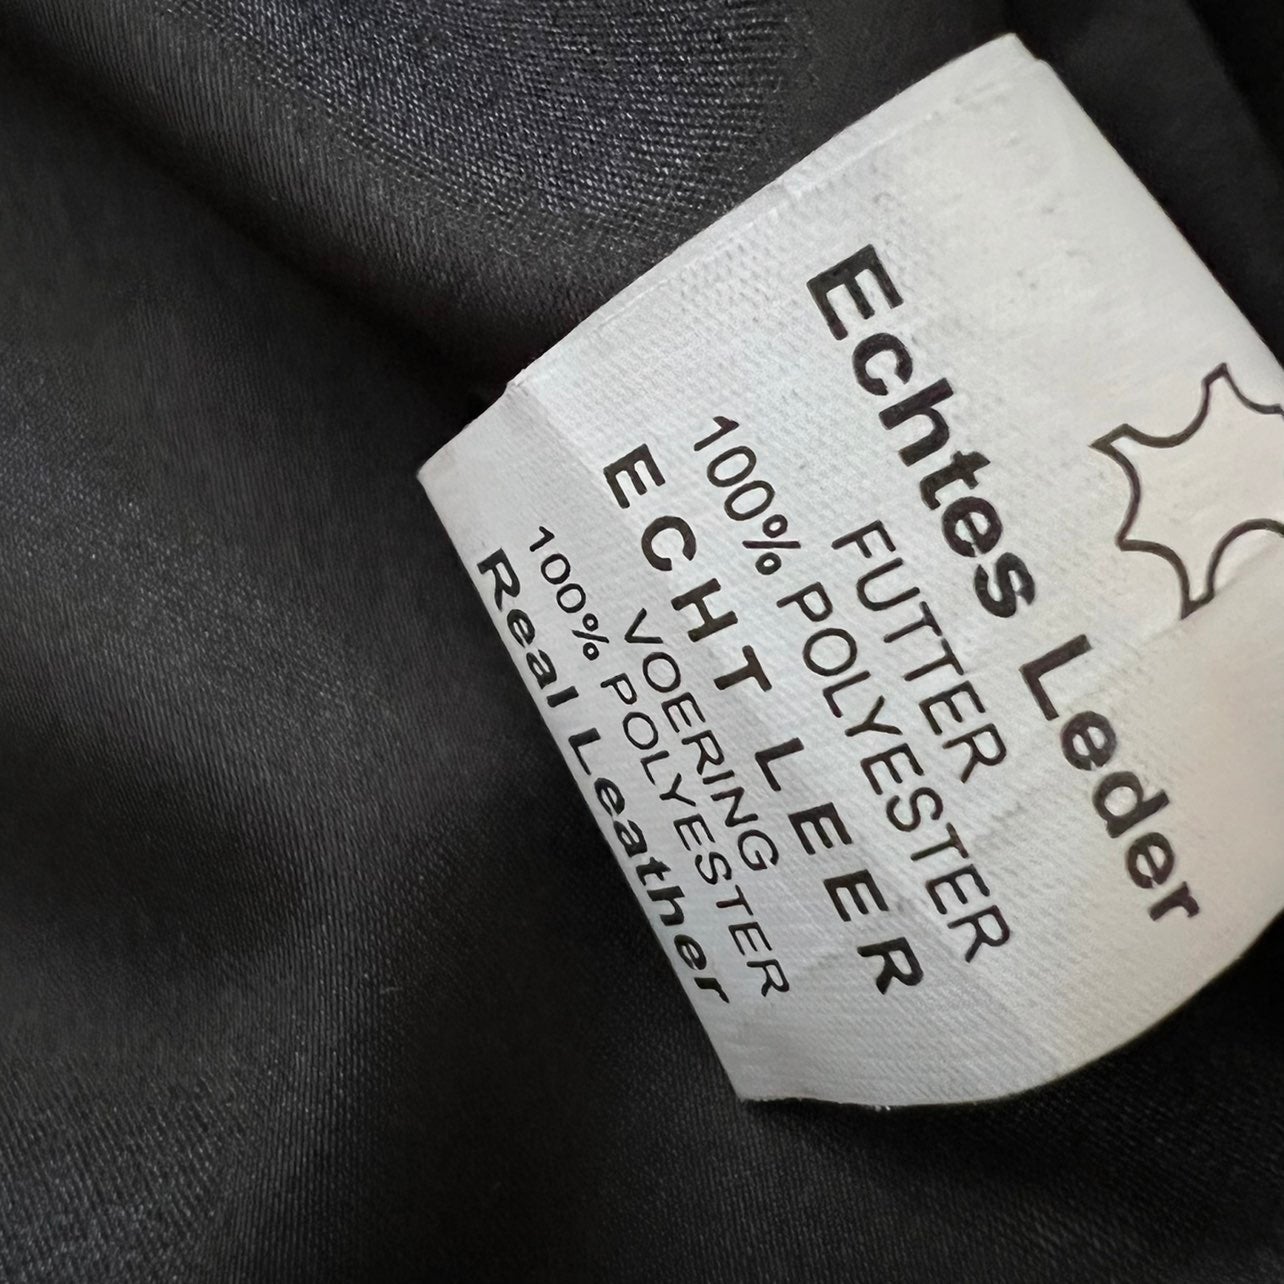 Echtes Leder
FUTTER
100% POLYESTER
ECHT LEER
VOERING
100% POLYESTER
Real Leather